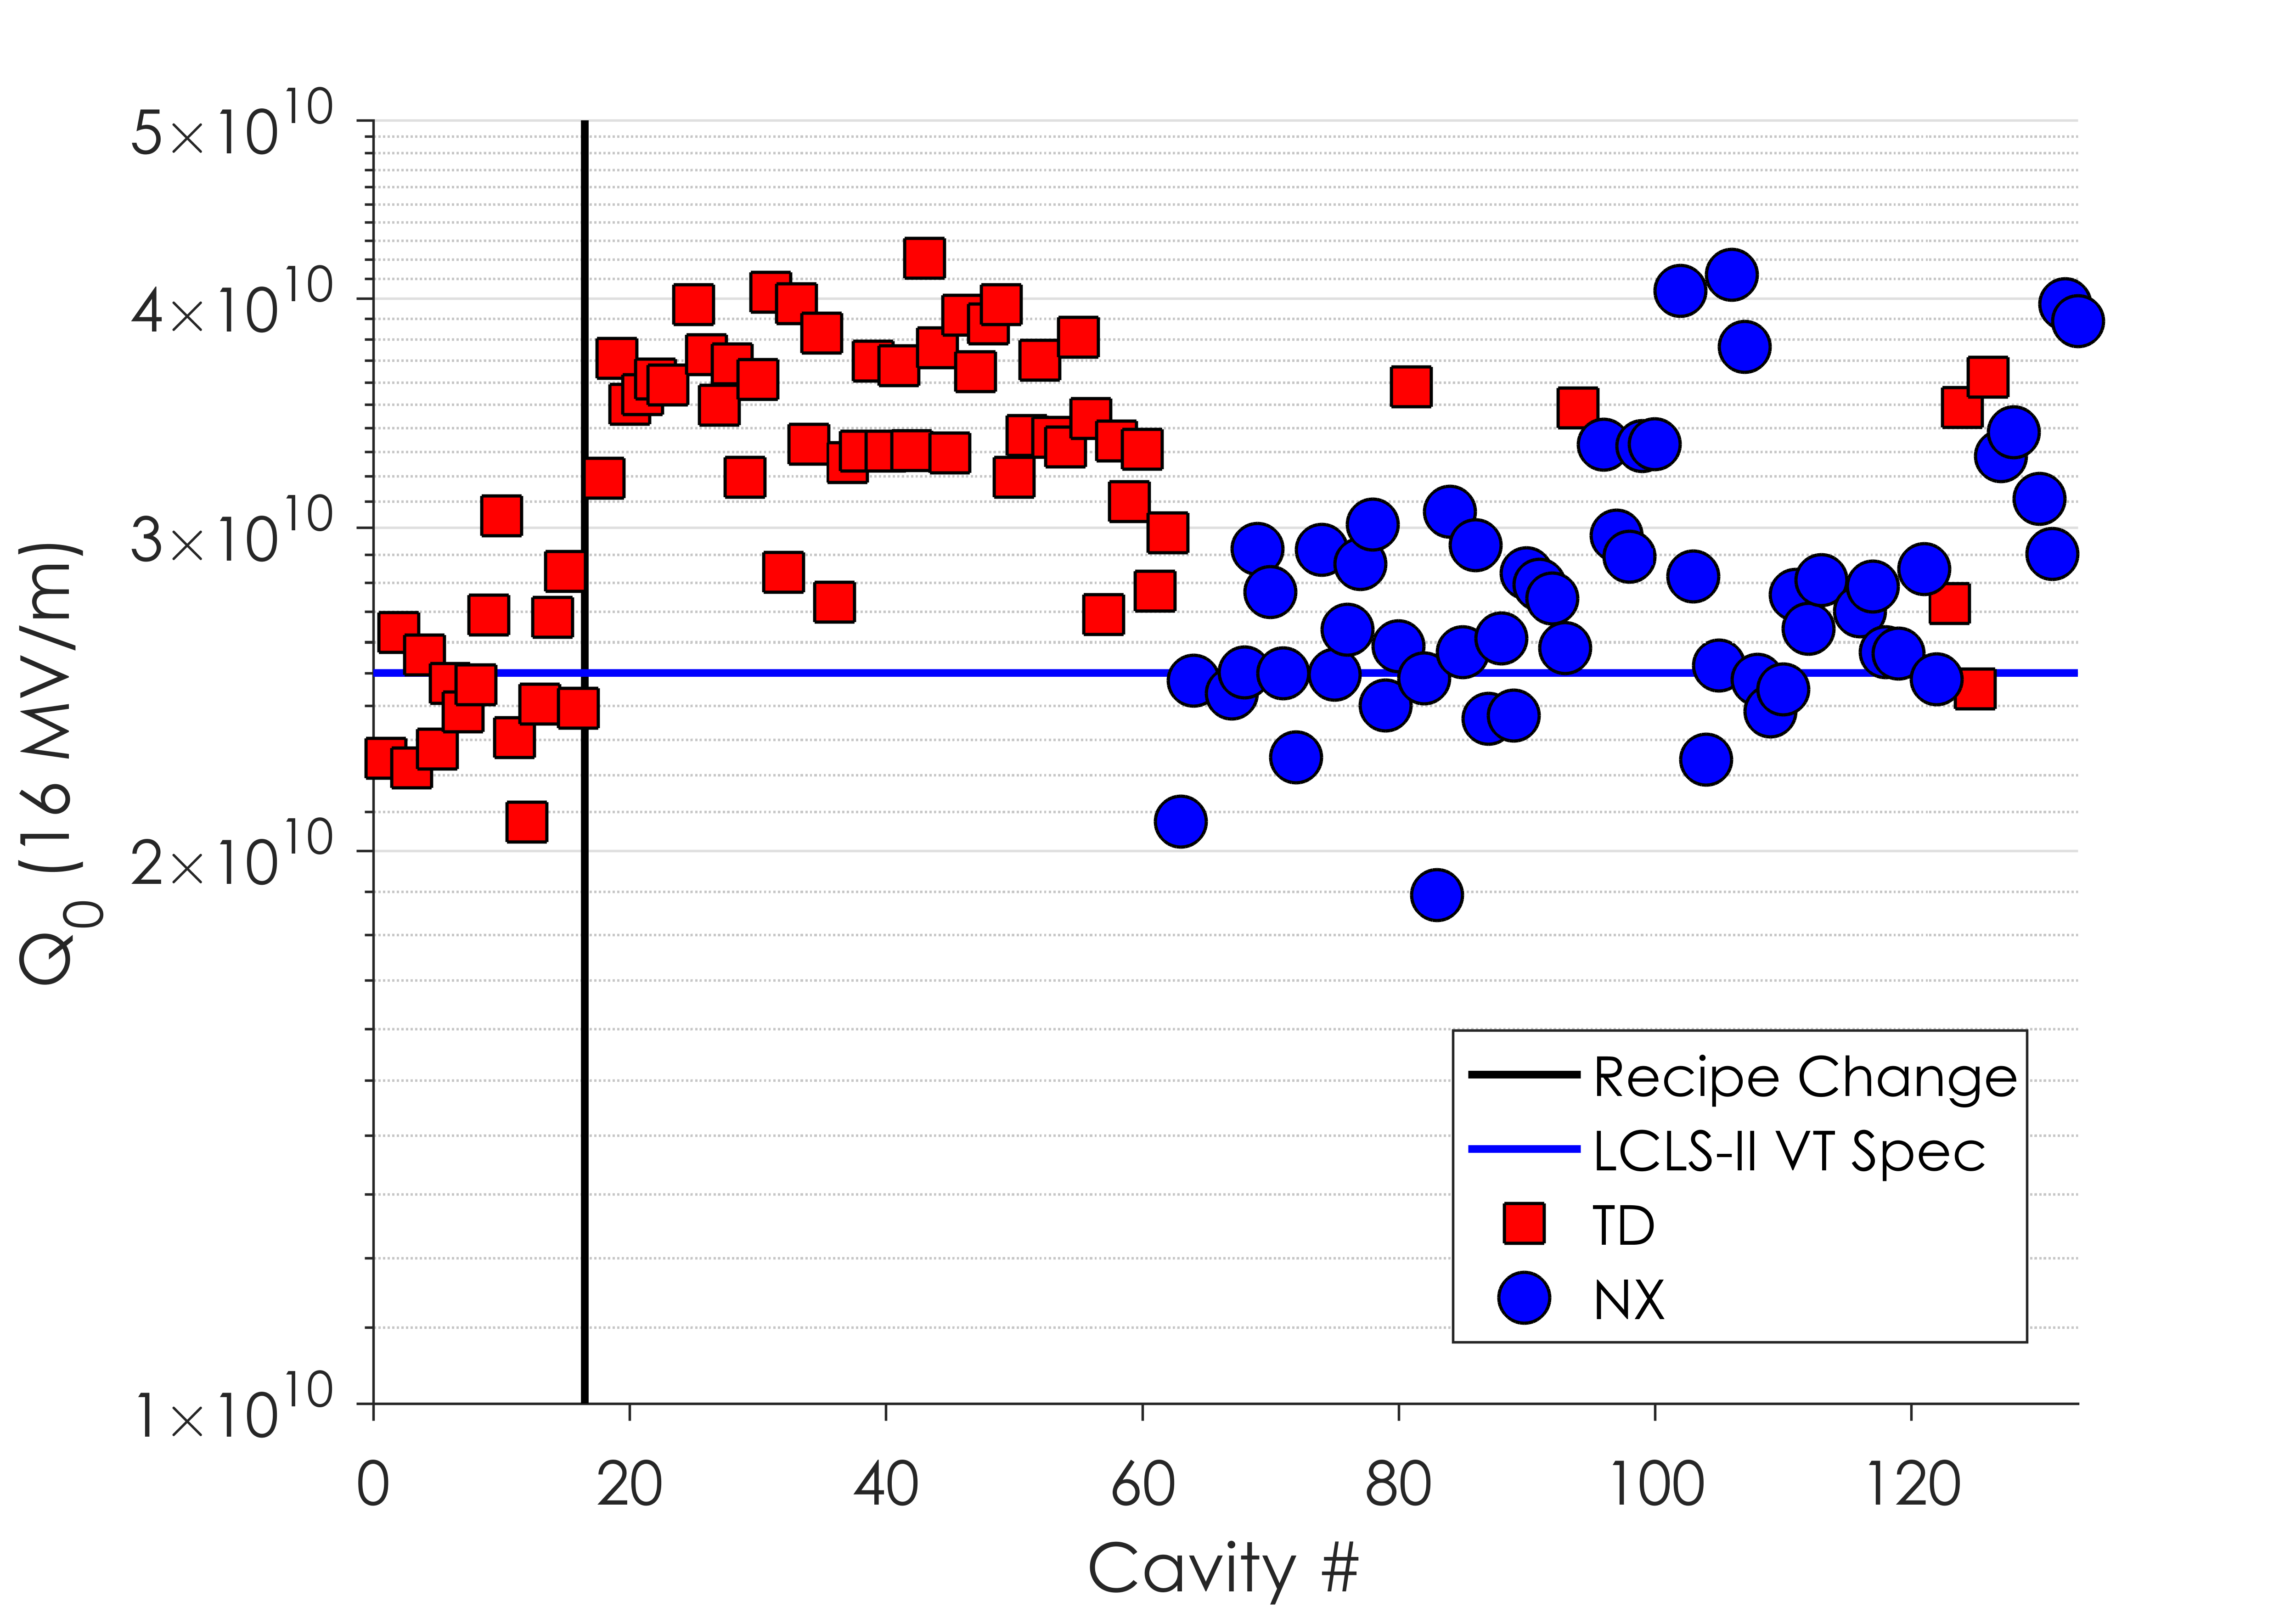 5×10^10
4×10^10
3×10^10
2×10^10
1×10^10
Q_0 (16 MV/m)
Recipe Change
LCLS-II VT Spec
TD
NX
0 20 40 60 80 100 120
Cavity #